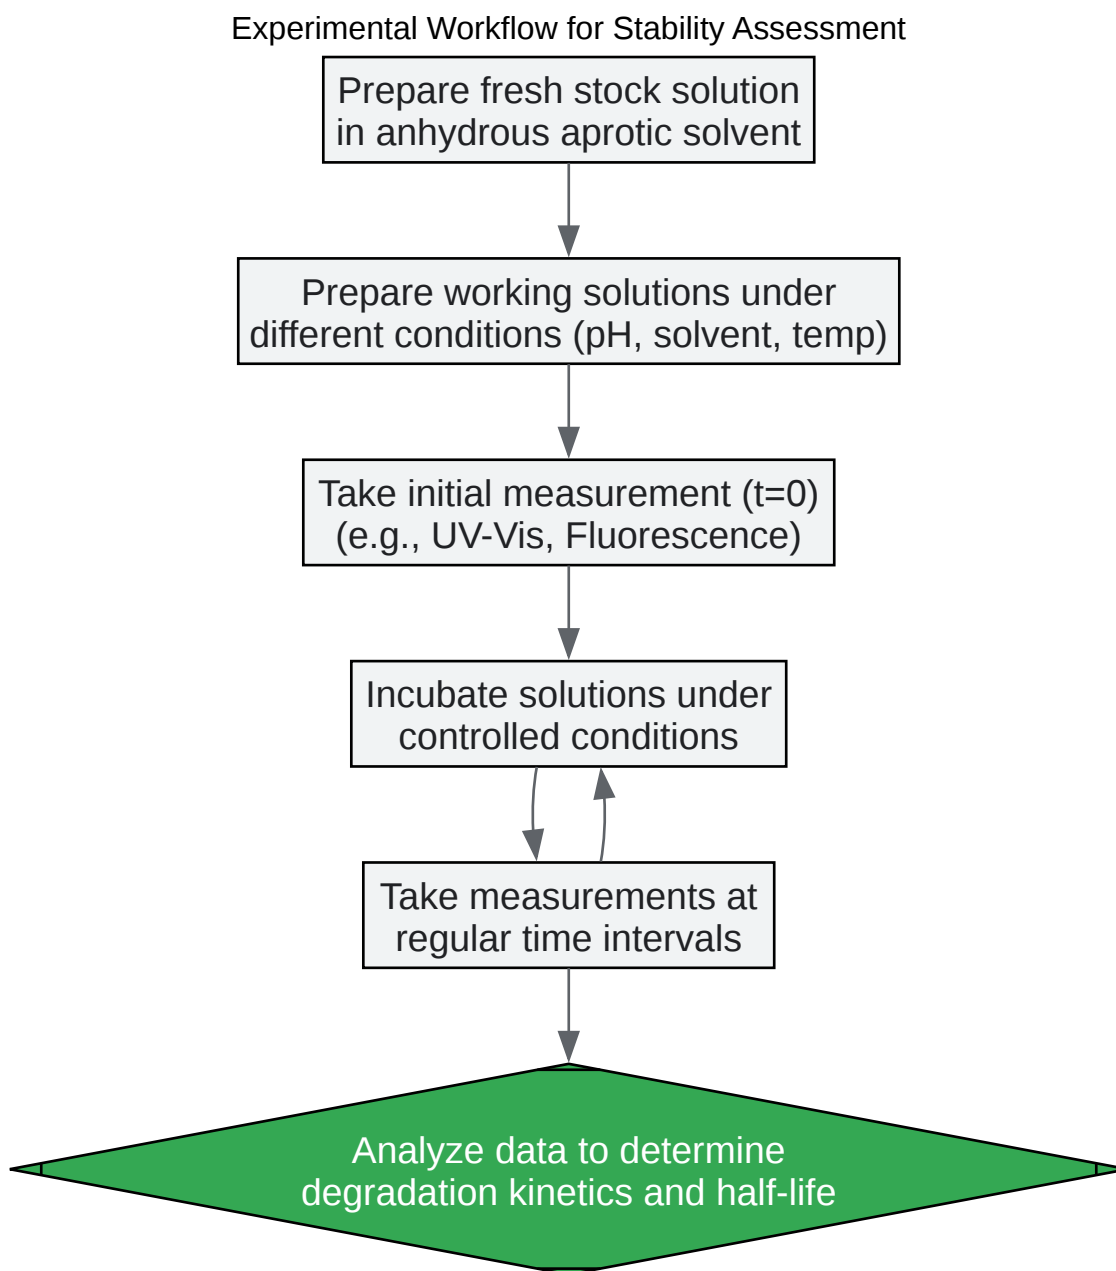 Experimental Workflow for Stability Assessment
Prepare fresh stock solution
in anhydrous aprotic solvent
Prepare working solutions under
different conditions (pH, solvent, temp)
Take initial measurement (t=0)
(e.g., UV-Vis, Fluorescence)
Incubate solutions under
controlled conditions
Take measurements at
regular time intervals
Analyze data to determine
degradation kinetics and half-life